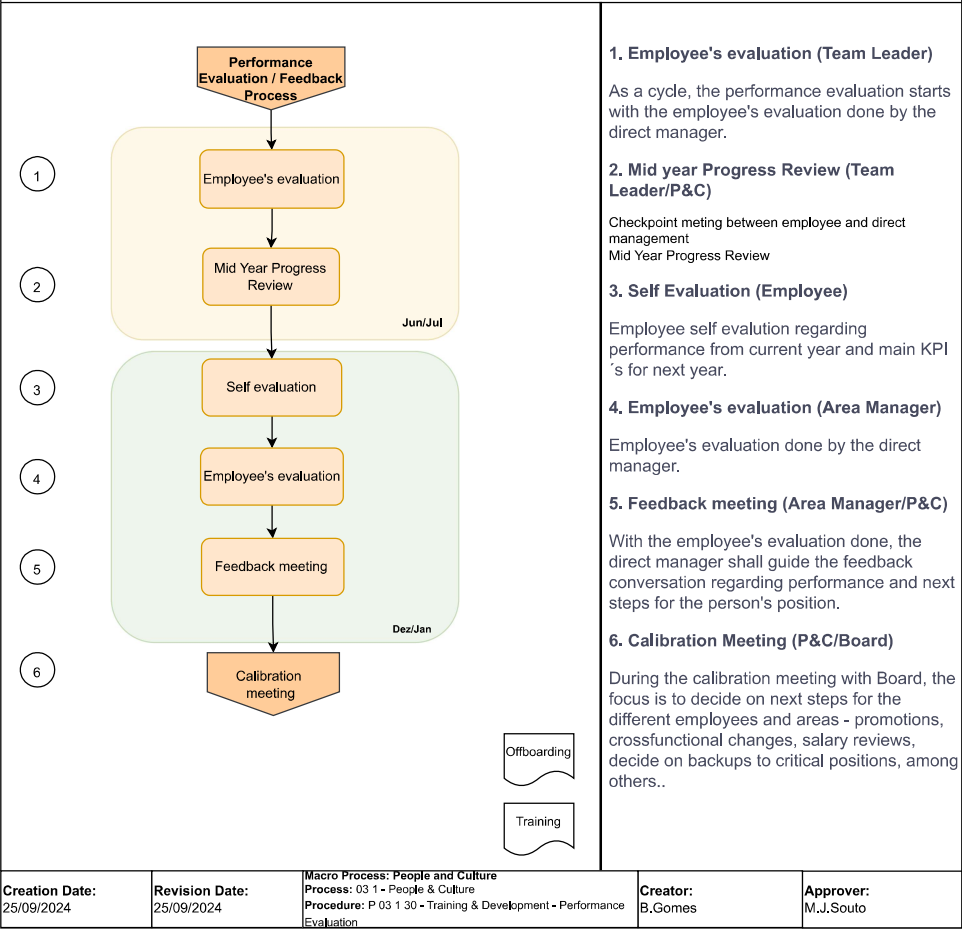 Performance
Evaluation / Feedback
Process
1
Employee's evaluation
2
Mid Year Progress
Review
Jun/Jul
3
Self evaluation
4
Employee's evaluation
5
Feedback meeting
Dez/Jan
6
Calibration
meeting
Offboarding
Training
1. Employee's evaluation (Team Leader)
As a cycle, the performance evaluation starts
with the employee's evaluation done by the
direct manager.
2. Mid year Progress Review (Team
Leader/P&C)
Checkpoint meting between employee and direct
management
Mid Year Progress Review
3. Self Evaluation (Employee)
Employee self evalution regarding
performance from current year and main KPI
´s for next year.
4. Employee's evaluation (Area Manager)
Employee's evaluation done by the direct
manager.
5. Feedback meeting (Area Manager/P&C)
With the employee's evaluation done, the
direct manager shall guide the feedback
conversation regarding performance and next
steps for the person's position.
6. Calibration Meeting (P&C/Board)
During the calibration meeting with Board, the
focus is to decide on next steps for the
different employees and areas - promotions,
crossfunctional changes, salary reviews,
decide on backups to critical positions, among
others..
Creation Date:
25/09/2024
Revision Date:
25/09/2024
Macro Process: People and Culture
Process: 03 1 - People & Culture
Procedure: P 03 1 30 - Training & Development - Performance
Evaluation
Creator:
B.Gomes
Approver:
M.J.Souto